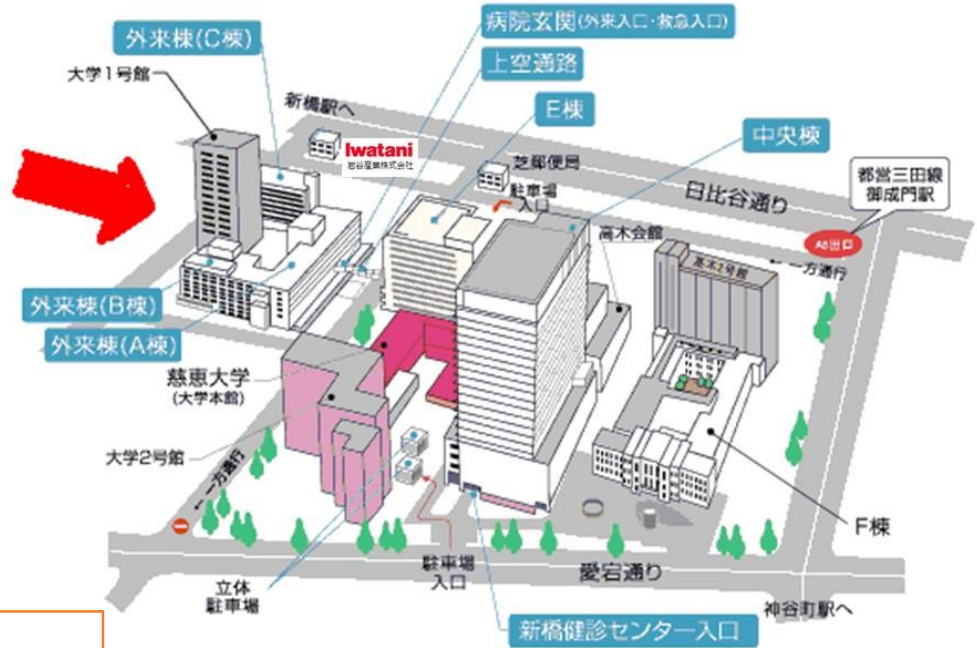 病院玄関(外来入口・救急入口)
外来棟(C棟)
上空通路
大学1号館
新橋駅へ
E棟
Iwatani
岩谷産業株式会社
中央棟
芝郵便局
駐車場
入口
日比谷通り
都営三田線
御成門駅
高木会館
A5出口
高木2号館
←一方通行
外来棟(B棟)
外来棟(A棟)
慈恵大学
(大学本館)
大学2号館
←一方通行
F棟
立体
駐車場
駐車場
入口
愛宕通り
神谷町駅へ
新橋健診センター入口